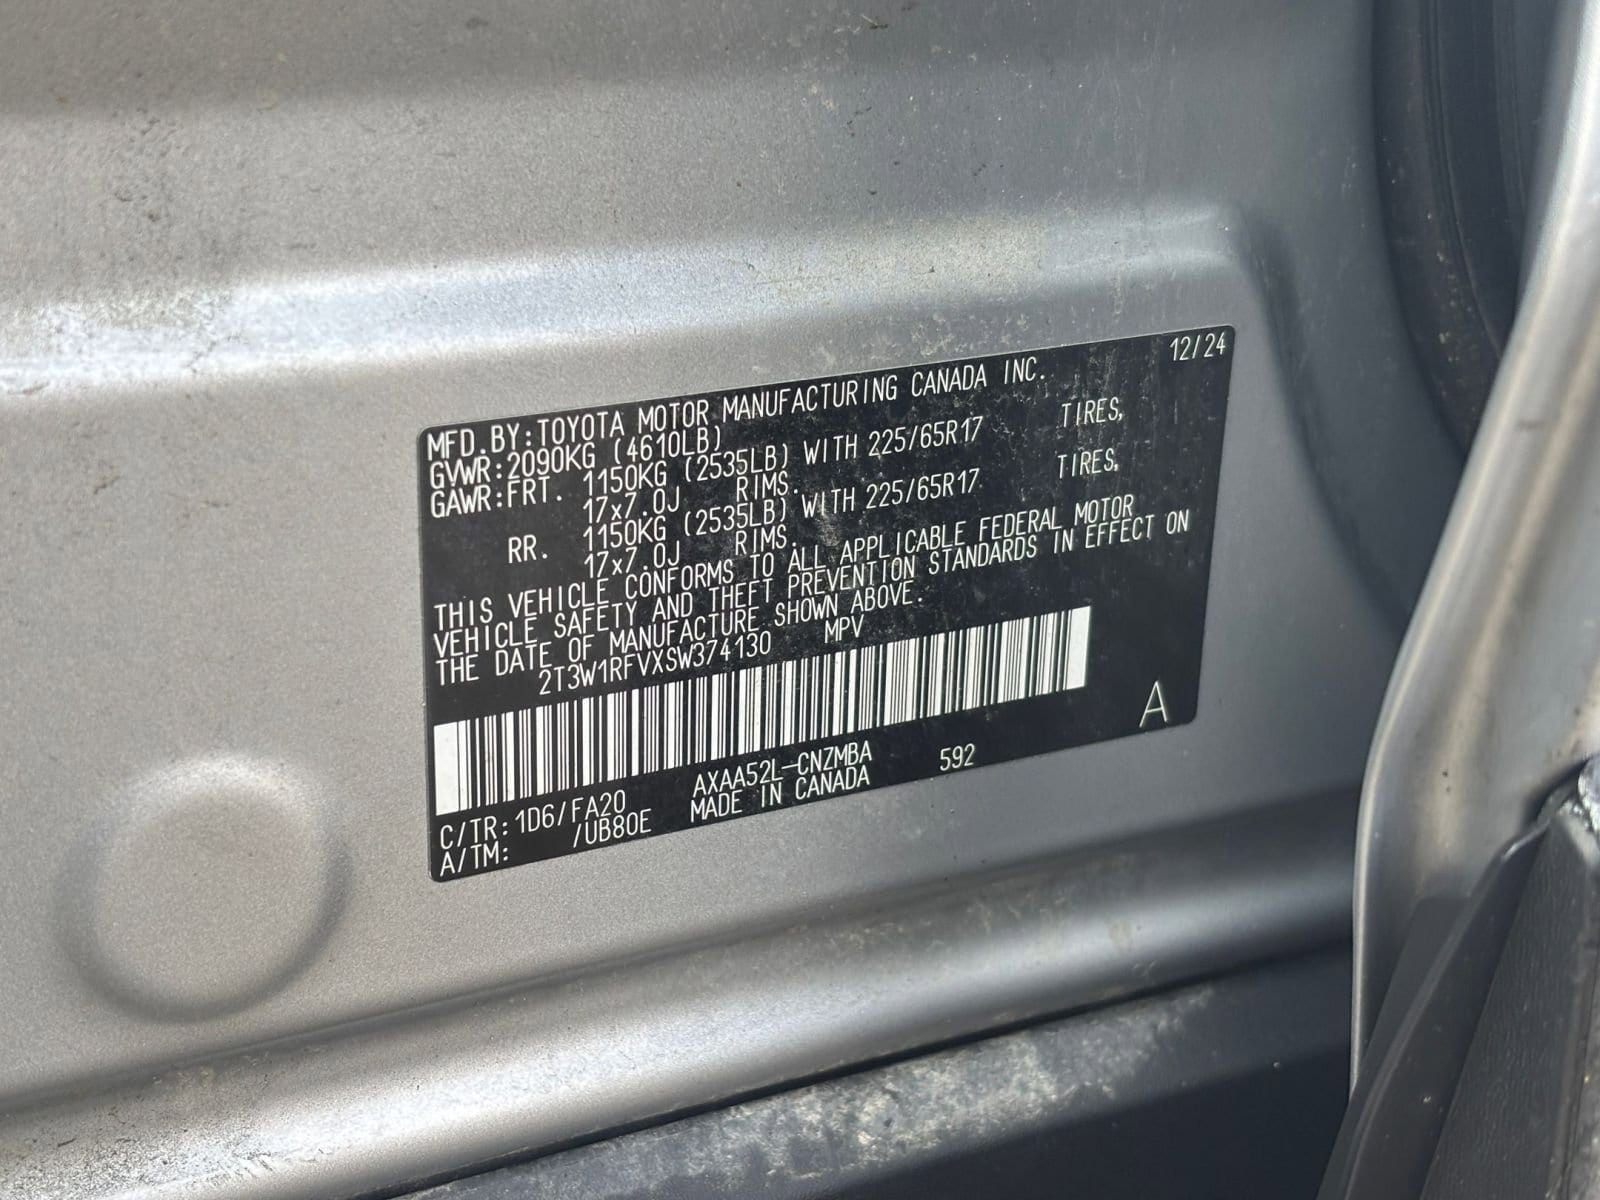 12/24
MFD.BY:TOYOTA MOTOR MANUFACTURING CANADA INC.
GVWR:2090KG (4610LB)
GAWR:FRT. 1150KG (2535LB) WITH 225/65R17 TIRES,
17x7.0J RIMS.
RR. 1150KG (2535LB) WITH 225/65R17 TIRES,
17x7.0J RIMS.
THIS VEHICLE CONFORMS TO ALL APPLICABLE FEDERAL MOTOR
VEHICLE SAFETY AND THEFT PREVENTION STANDARDS IN EFFECT ON
THE DATE OF MANUFACTURE SHOWN ABOVE.
2T3W1RFVXSW374130 MPV
A
C/TR:1D6/FA20 AXAA52L-CNZMBA 592
A/TM: /UB80E MADE IN CANADA